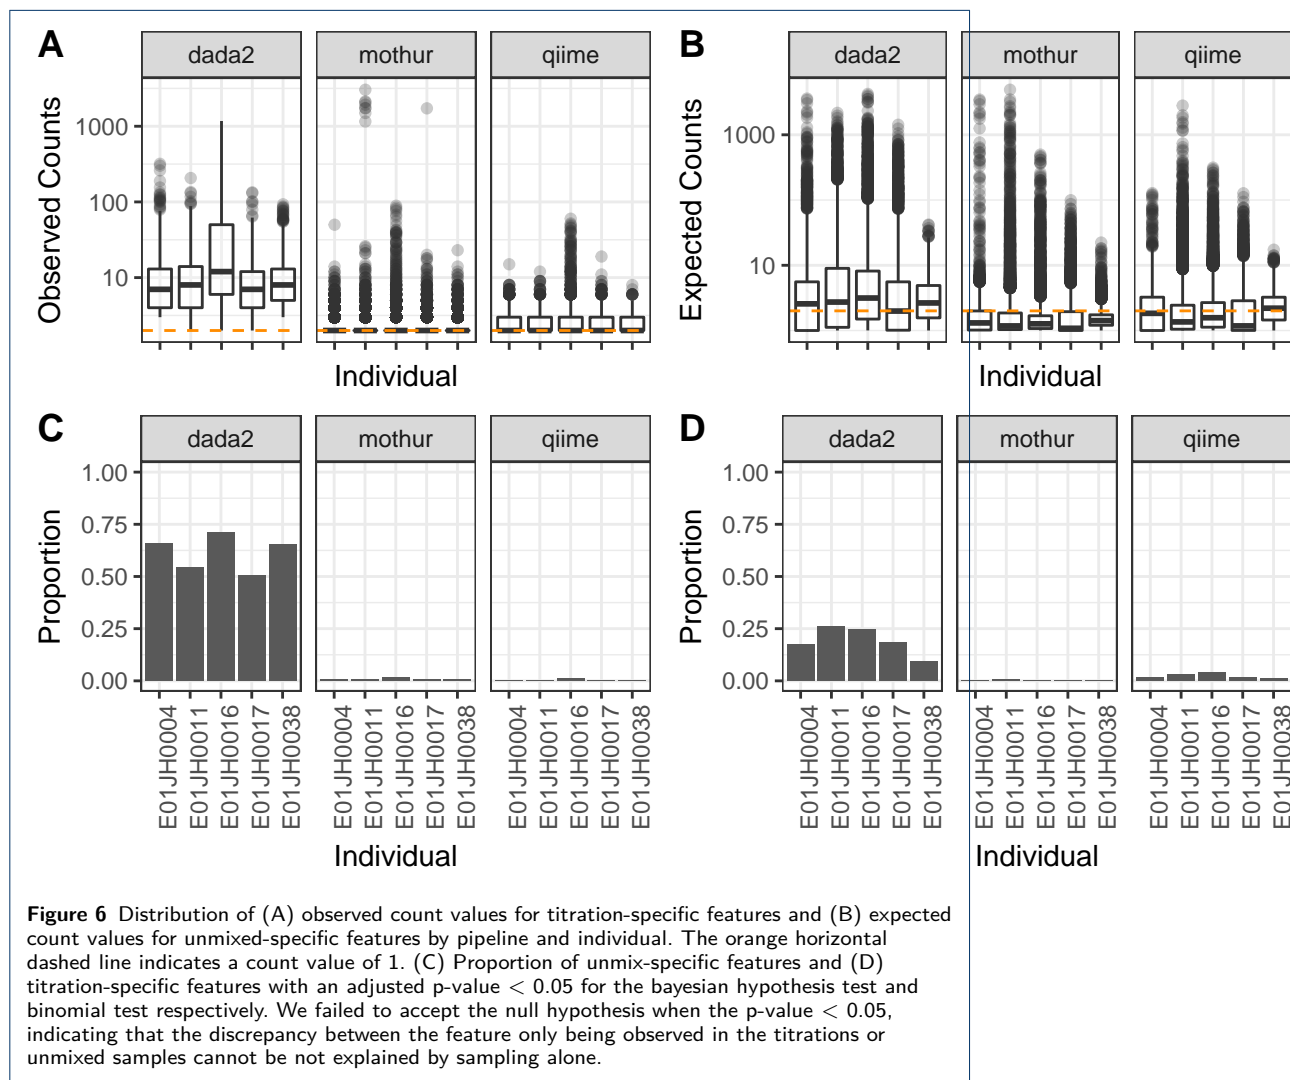 A
dada2 mothur qiime
Observed Counts
1000
100
10
Individual
B
dada2 mothur qiime
Expected Counts
1000
10
Individual
C
dada2 mothur qiime
Proportion
1.00
0.75
0.50
0.25
0.00
E01JH0004 E01JH0011 E01JH0016 E01JH0017 E01JH0038 E01JH0004 E01JH0011 E01JH0016 E01JH0017 E01JH0038 E01JH0004 E01JH0011 E01JH0016 E01JH0017 E01JH0038
Individual
D
dada2 mothur qiime
Proportion
1.00
0.75
0.50
0.25
0.00
E01JH0004 E01JH0011 E01JH0016 E01JH0017 E01JH0038 E01JH0004 E01JH0011 E01JH0016 E01JH0017 E01JH0038 E01JH0004 E01JH0011 E01JH0016 E01JH0017 E01JH0038
Individual
Figure 6 Distribution of (A) observed count values for titration-specific features and (B) expected
count values for unmixed-specific features by pipeline and individual. The orange horizontal
dashed line indicates a count value of 1. (C) Proportion of unmix-specific features and (D)
titration-specific features with an adjusted p-value < 0.05 for the bayesian hypothesis test and
binomial test respectively. We failed to accept the null hypothesis when the p-value < 0.05,
indicating that the discrepancy between the feature only being observed in the titrations or
unmixed samples cannot be not explained by sampling alone.